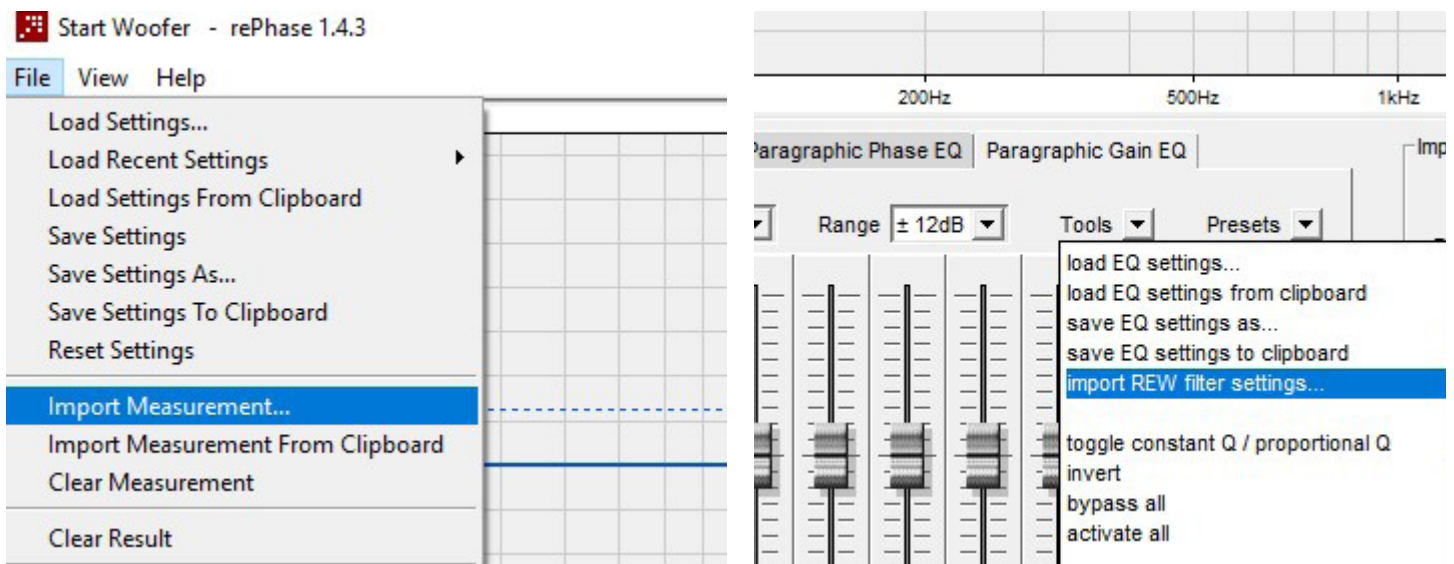 Start Woofer - rePhase 1.4.3
File View Help
Load Settings...
Load Recent Settings
Load Settings From Clipboard
Save Settings
Save Settings As...
Save Settings To Clipboard
Reset Settings
Import Measurement...
Import Measurement From Clipboard
Clear Measurement
Clear Result
200Hz 500Hz 1kHz
Paragraphic Phase EQ Paragraphic Gain EQ
Range ± 12dB Tools Presets
load EQ settings...
load EQ settings from clipboard
save EQ settings as...
save EQ settings to clipboard
import REW filter settings...
toggle constant Q / proportional Q
invert
bypass all
activate all